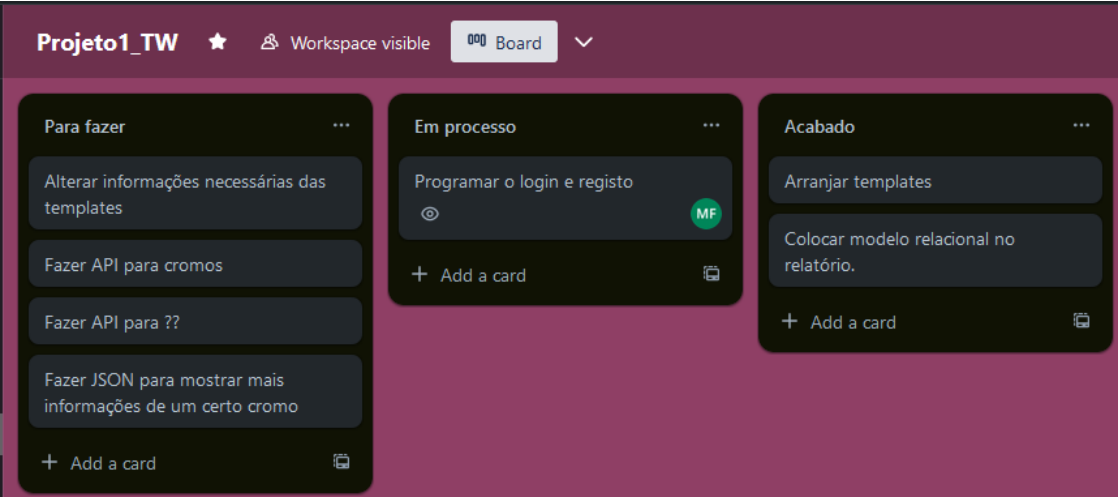 Projeto1_TW
Workspace visible
Board
Para fazer
Alterar informações necessárias das
templates
Fazer API para cromos
Fazer API para ??
Fazer JSON para mostrar mais
informações de um certo cromo
Add a card
Em processo
Programar o login e registo
MF
Add a card
Acabado
Arranjar templates
Colocar modelo relacional no
relatório.
Add a card